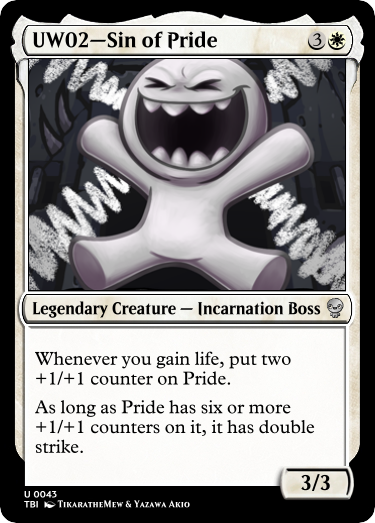 UW02—Sin of Pride 3
Legendary Creature — Incarnation Boss
Whenever you gain life, put two
+1/+1 counter on Pride.
As long as Pride has six or more
+1/+1 counters on it, it has double
strike.
3/3
U 0043
TBI TikaratheMew & Yazawa Akio